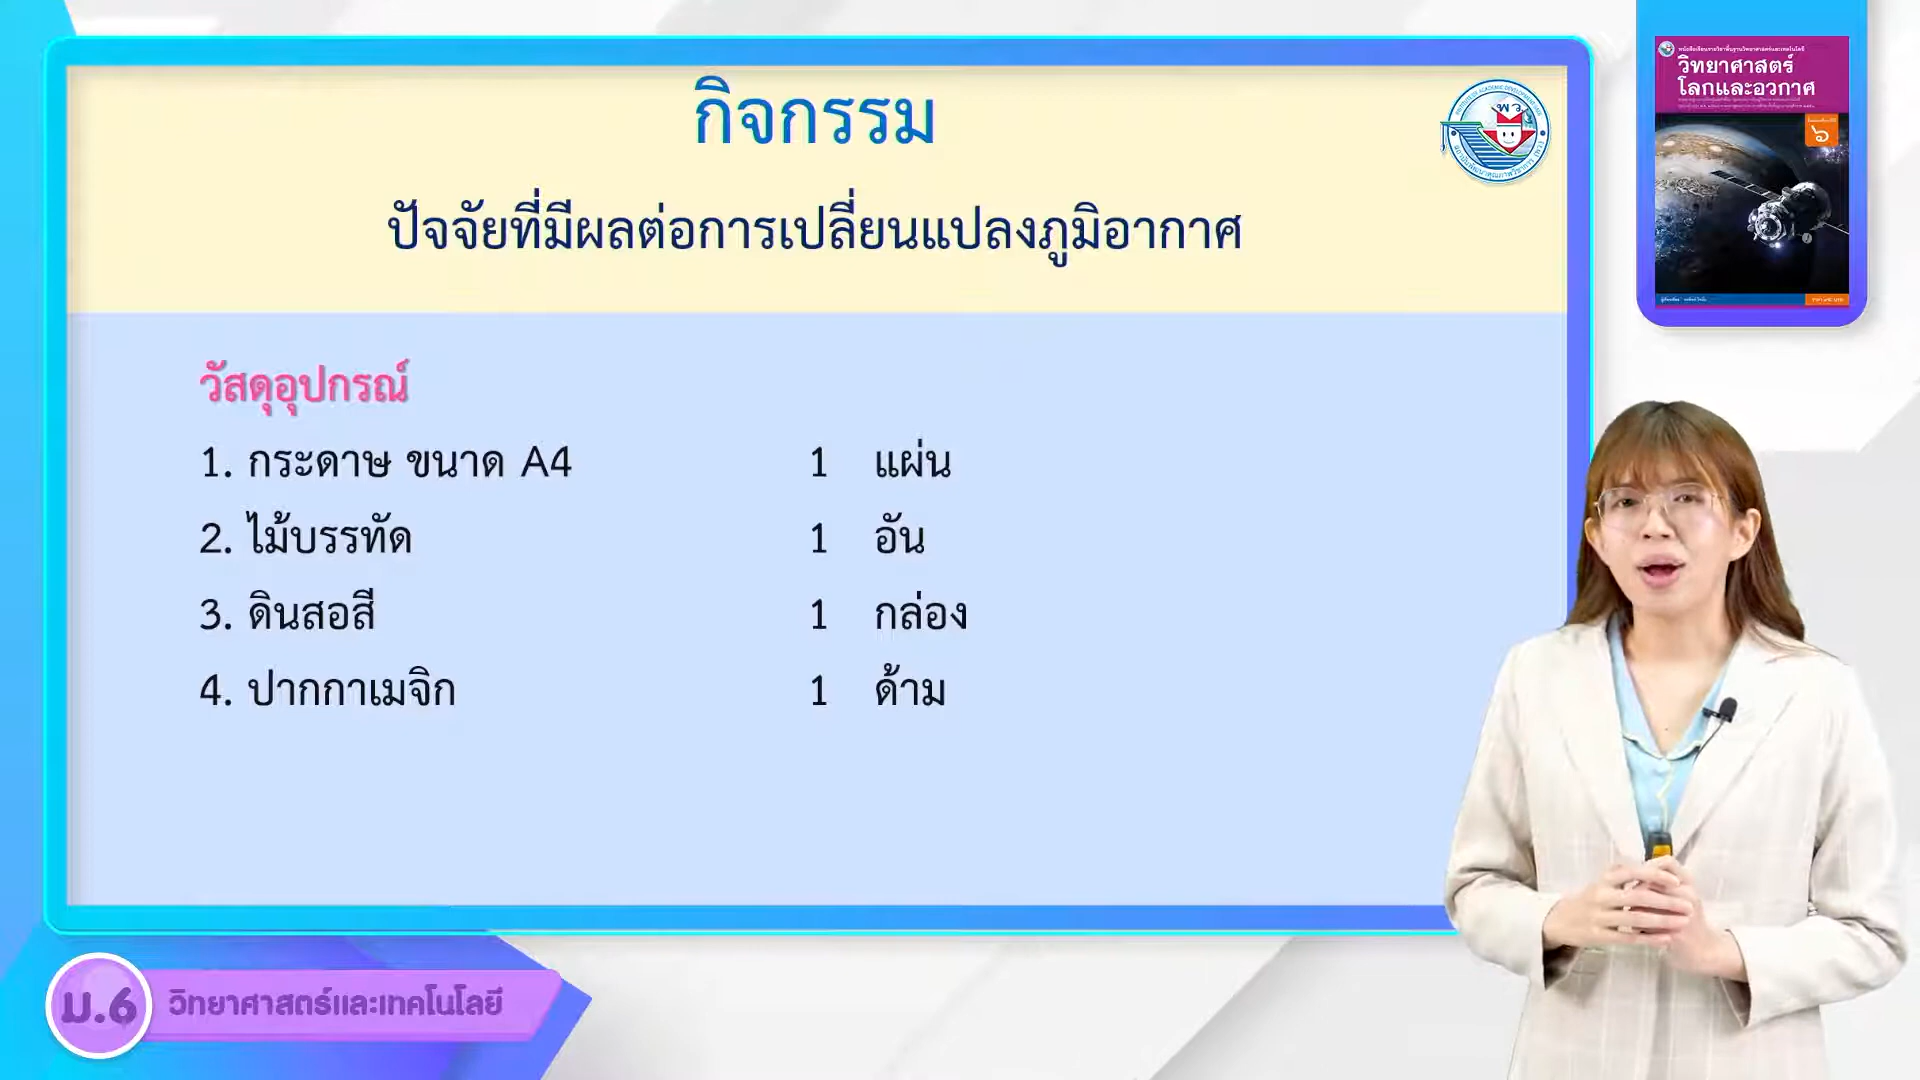 กิจกรรม
ปัจจัยที่มีผลต่อการเปลี่ยนแปลงภูมิอากาศ
วัสดุอุปกรณ์
1. กระดาษ ขนาด A4 1 แผ่น
2. ไม้บรรทัด 1 อัน
3. ดินสอสี 1 กล่อง
4. ปากกาเมจิก 1 ด้าม
พว.
วิทยาศาสตร์
โลกและอวกาศ
๖
ม.6 วิทยาศาสตร์และเทคโนโลยี